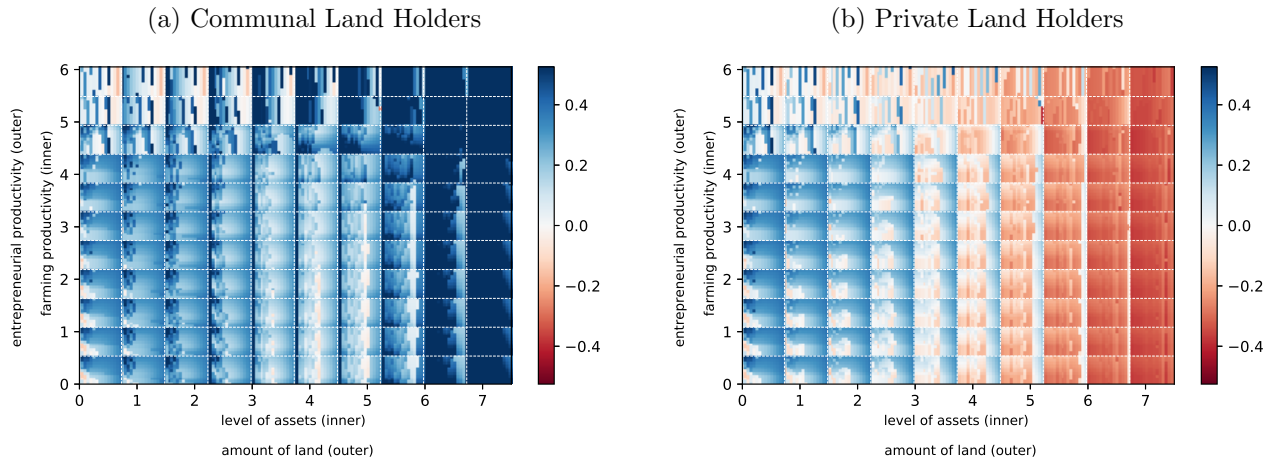 (a) Communal Land Holders
entrepreneurial productivity (outer)
farming productivity (inner)
6
5
4
3
2
1
0
0 1 2 3 4 5 6 7
level of assets (inner)
amount of land (outer)
0.4
0.2
0.0
−0.2
−0.4
(b) Private Land Holders
entrepreneurial productivity (outer)
farming productivity (inner)
6
5
4
3
2
1
0
0 1 2 3 4 5 6 7
level of assets (inner)
amount of land (outer)
0.4
0.2
0.0
−0.2
−0.4